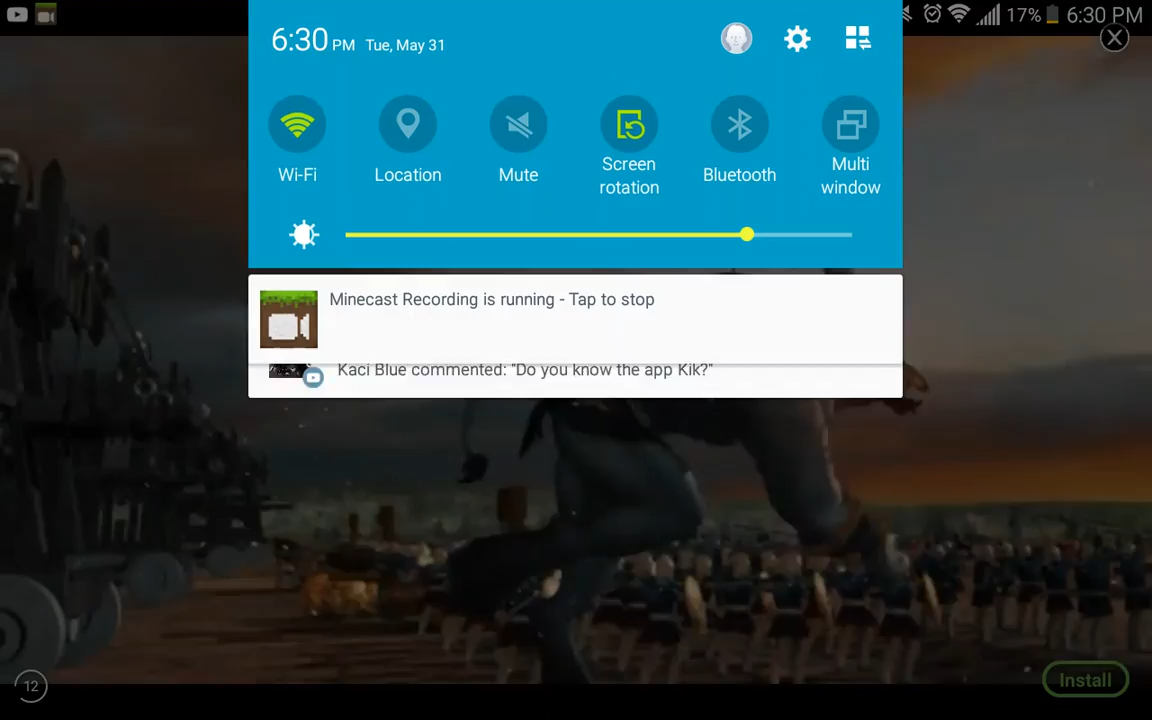 17% 6:30 PM
6:30 PM Tue, May 31
Wi-Fi
Location
Mute
Screen rotation
Bluetooth
Multi window
Minecast Recording is running - Tap to stop
Kaci Blue commented: "Do you know the app Kik?"
12
Install